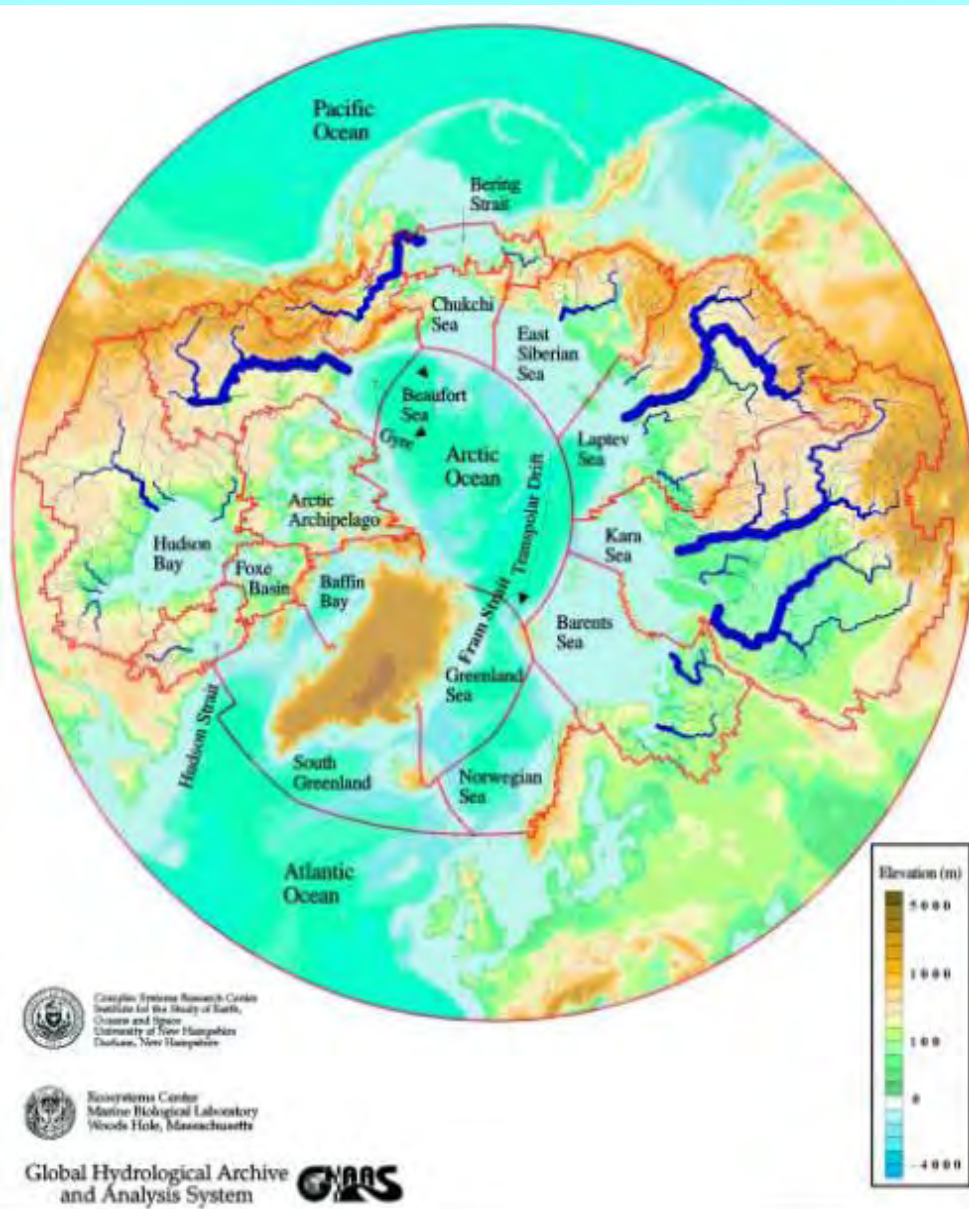 Pacific
Ocean
Bering
Strait
Chukchi
Sea
East
Siberian
Sea
Beaufort
Sea
Gyre
Laptev
Sea
Arctic
Ocean
Transpolar Drift
Arctic
Archipelago
Kara
Sea
Hudson
Bay
Foxe
Basin
Baffin
Bay
Fram Strait
Barents
Sea
Greenland
Sea
Hudson Strait
South
Greenland
Norwegian
Sea
Atlantic
Ocean
Elevation (m)
5000
1000
100
0
-4000
Complex Systems Research Center
Institute for the Study of Earth,
Oceans and Space
University of New Hampshire
Durham, New Hampshire
Ecosystems Center
Marine Biological Laboratory
Woods Hole, Massachusetts
Global Hydrological Archive
and Analysis System